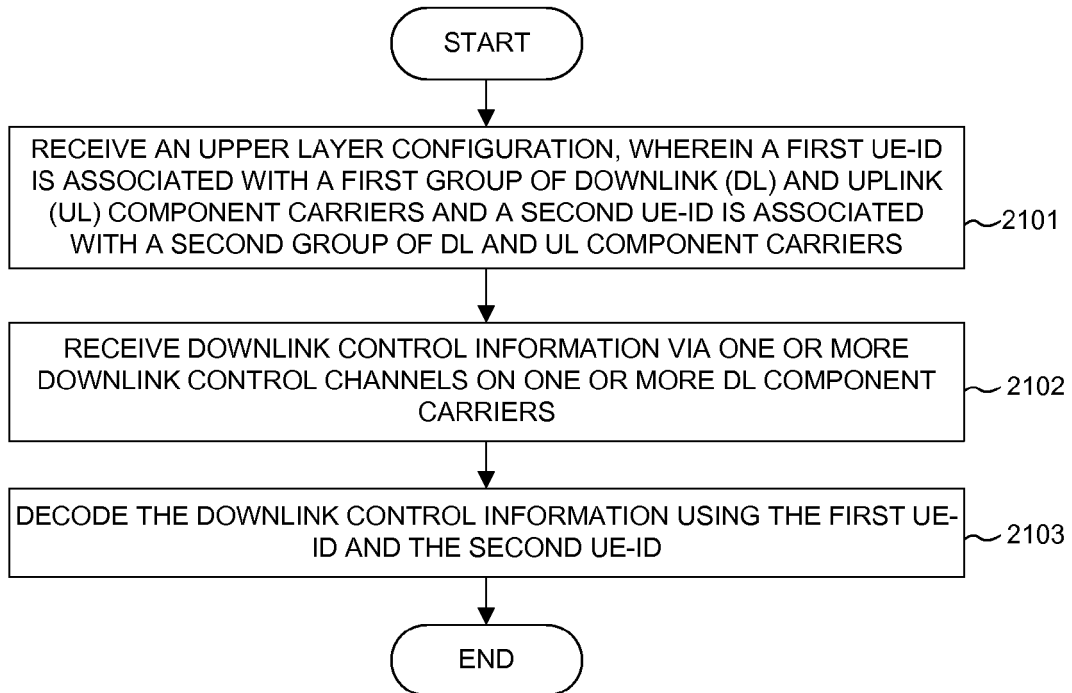 START
RECEIVE AN UPPER LAYER CONFIGURATION, WHEREIN A FIRST UE-ID
IS ASSOCIATED WITH A FIRST GROUP OF DOWNLINK (DL) AND UPLINK
(UL) COMPONENT CARRIERS AND A SECOND UE-ID IS ASSOCIATED
WITH A SECOND GROUP OF DL AND UL COMPONENT CARRIERS
2101
RECEIVE DOWNLINK CONTROL INFORMATION VIA ONE OR MORE
DOWNLINK CONTROL CHANNELS ON ONE OR MORE DL COMPONENT
CARRIERS
2102
DECODE THE DOWNLINK CONTROL INFORMATION USING THE FIRST UE-
ID AND THE SECOND UE-ID
2103
END